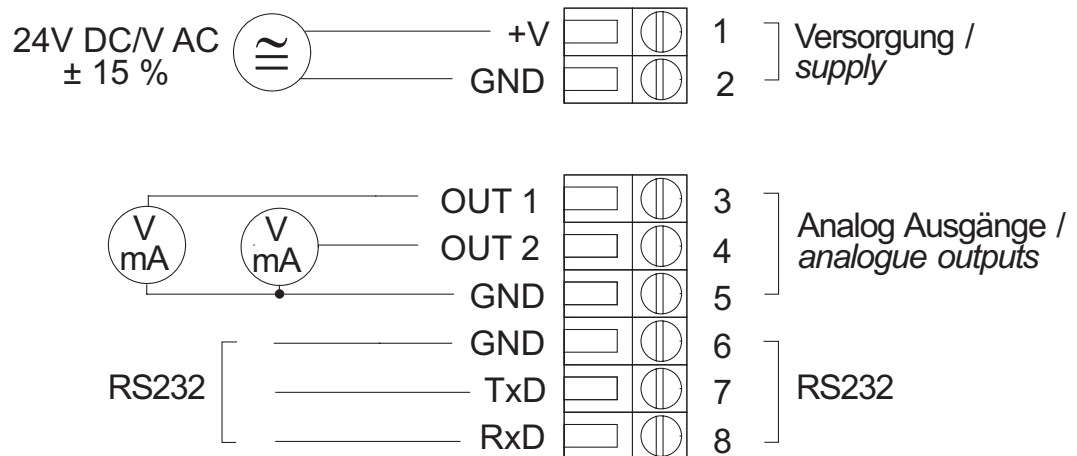 24V DC/V AC
± 15 %
≅
+V
1
GND
2
Versorgung /
supply
OUT 1
3
V
mA
V
mA
OUT 2
4
GND
5
Analog Ausgänge /
analogue outputs
GND
6
RS232
TxD
7
RS232
RxD
8